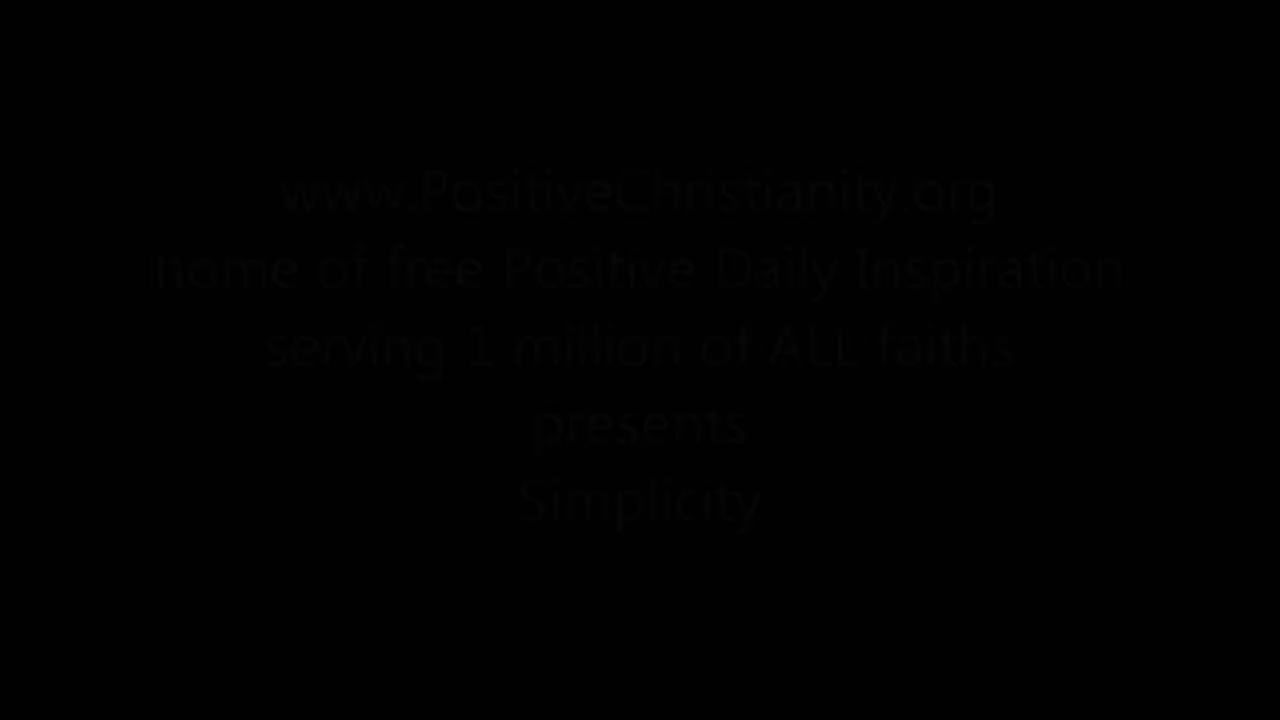 www.PositiveChristianity.org
home of free Positive Daily Inspiration
serving 1 million of ALL faiths
presents
Simplicity